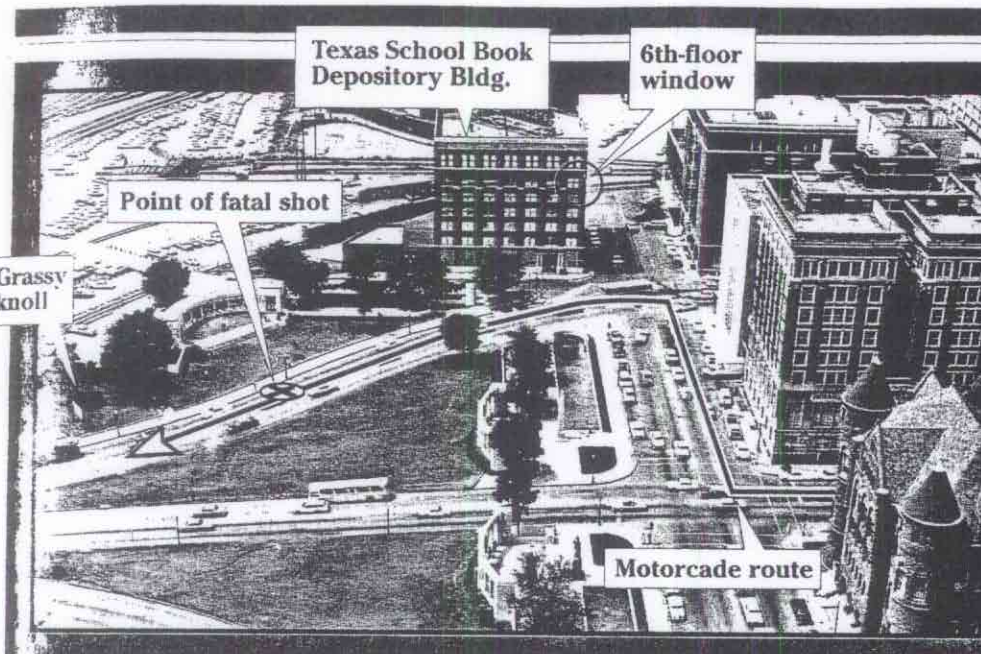 Texas School Book
Depository Bldg.
6th-floor
window
Point of fatal shot
Grassy
knoll
Motorcade route